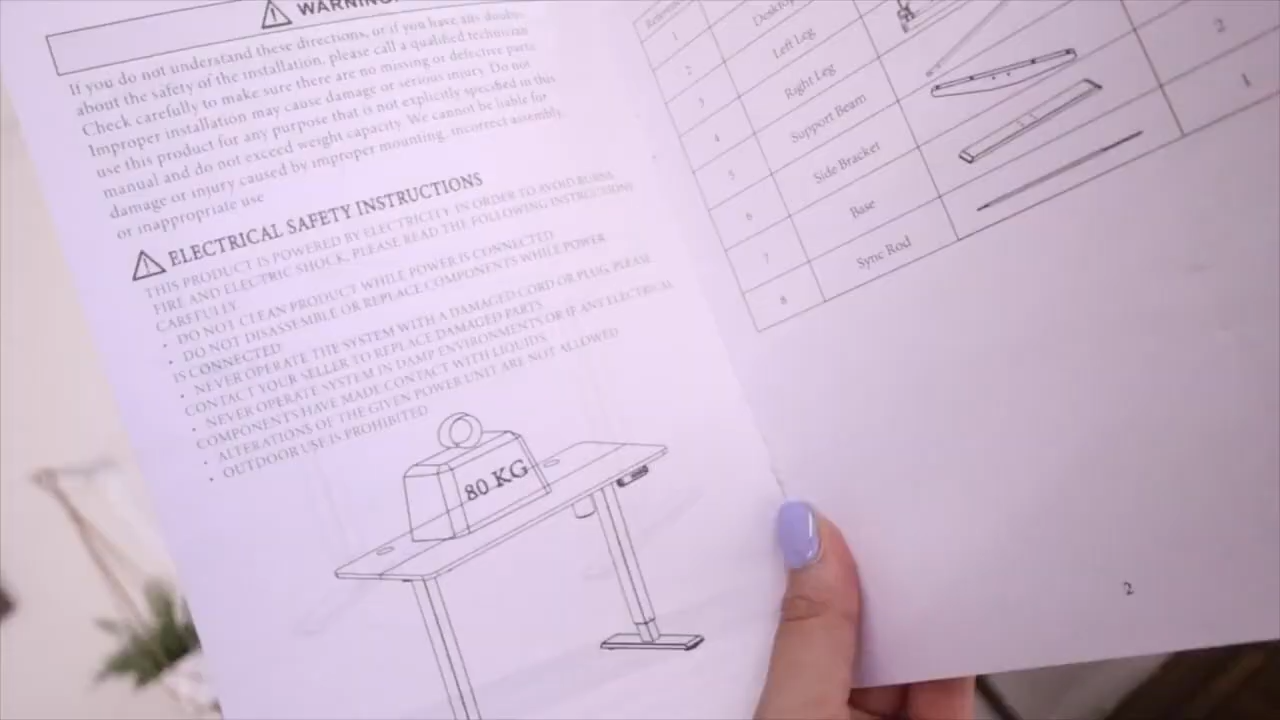 WARNING
If you do not understand these directions, or if you have any doubts
about the safety of the installation, please call a qualified technician
Check carefully to make sure there are no missing or defective parts
Improper installation may cause damage or serious injury. Do not
use this product for any purpose that is not explicitly specified in this
manual and do not exceed weight capacity. We cannot be liable for
damage or injury caused by improper mounting, incorrect assembly
or inappropriate use
ELECTRICAL SAFETY INSTRUCTIONS
THIS PRODUCT IS POWERED BY ELECTRICITY IN ORDER TO AVOID BURNS
FIRE AND ELECTRIC SHOCK, PLEASE READ THE FOLLOWING INSTRUCTIONS
CAREFULLY
• DO NOT CLEAN PRODUCT WHILE POWER IS CONNECTED
• DO NOT DISASSEMBLE OR REPLACE COMPONENTS WHILE POWER
IS CONNECTED
• NEVER OPERATE THE SYSTEM WITH A DAMAGED CORD OR PLUG, PLEASE
CONTACT YOUR SELLER TO REPLACE DAMAGED PARTS
• NEVER OPERATE SYSTEM IN DAMP ENVIRONMENTS OR IF ANY ELECTRICAL
COMPONENTS HAVE MADE CONTACT WITH LIQUIDS
• ALTERATIONS OF THE GIVEN POWER UNIT ARE NOT ALLOWED
• OUTDOOR USE IS PROHIBITED
80 KG
1 Desktop
2 Left Leg
3 Right Leg
4 Support Beam
5 Side Bracket 2
6 Base 1
7 Sync Rod
8
2